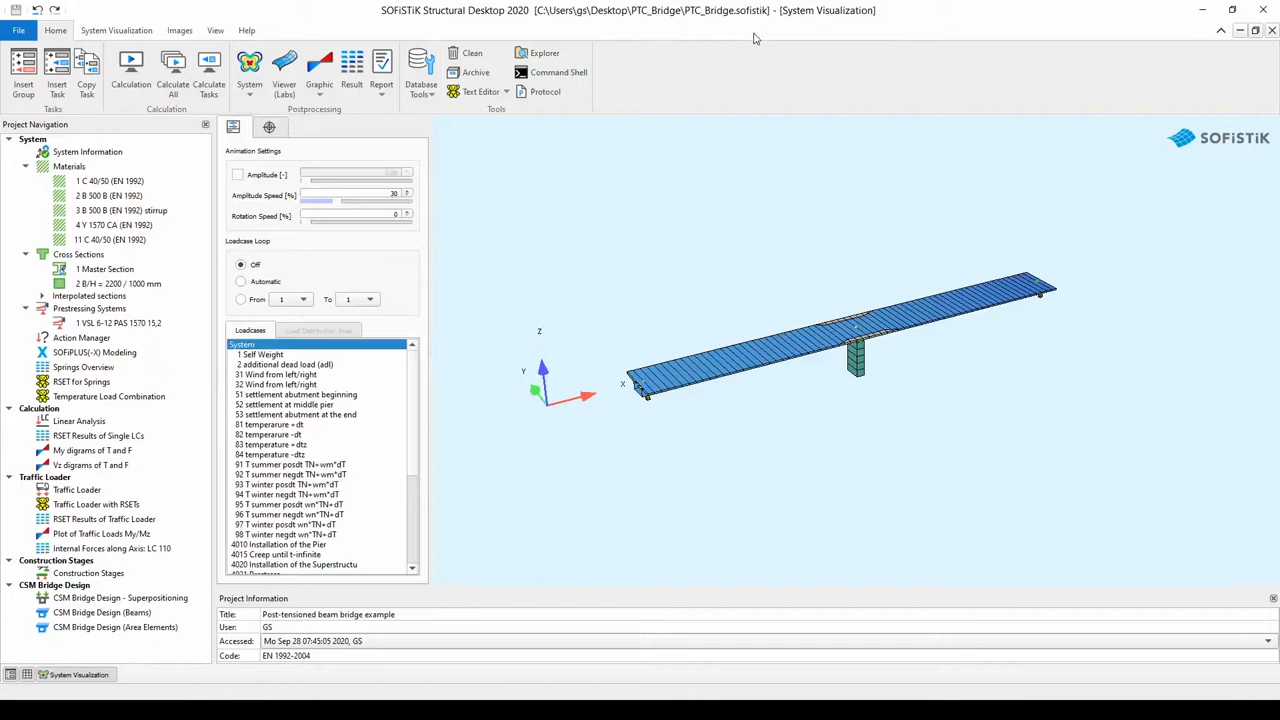 SOFiSTiK Structural Desktop 2020 [C:\Users\gs\Desktop\PTC_Bridge\PTC_Bridge.sofistik] - [System Visualization]
File Home System Visualization Images View Help
Insert Group
Insert Task
Copy Task
Tasks
Calculation
Calculate All
Calculate Tasks
Calculation
System
Viewer (Labs)
Graphic
Result
Report
Postprocessing
Database Tools
Clean
Archive
Text Editor
Explorer
Command Shell
Protocol
Tools
Project Navigation
System
System Information
Materials
1 C 40/50 (EN 1992)
2 B 500 B (EN 1992)
3 B 500 B (EN 1992) stirrup
4 Y 1570 CA (EN 1992)
11 C 40/50 (EN 1992)
Cross Sections
1 Master Section
2 B/H = 2200 / 1000 mm
Interpolated sections
Prestressing Systems
1 VSL 6-12 PAS 1570 15,2
Action Manager
SOFiPLUS(-X) Modeling
Springs Overview
RSET for Springs
Temperature Load Combination
Calculation
Linear Analysis
RSET Results of Single LCs
My digrams of T and F
Vz digrams of T and F
Traffic Loader
Traffic Loader
Traffic Loader with RSETs
RSET Results of Traffic Loader
Plot of Traffic Loads My/Mz
Internal Forces along Axis: LC 110
Construction Stages
Construction Stages
CSM Bridge Design
CSM Bridge Design - Superpositioning
CSM Bridge Design (Beams)
CSM Bridge Design (Area Elements)
System Visualization
Animation Settings
Amplitude [-]
Amplitude Speed [%] 30
Rotation Speed [%] 0
Loadcase Loop
Off
Automatic
From 1 To 1
Loadcases Load Distribution Area
System
1 Self Weight
2 additional dead load (adl)
31 Wind from left/right
32 Wind from left/right
51 settlement abutment beginning
52 settlement at middle pier
53 settlement abutment at the end
81 temperarure +dt
82 temperarure -dt
83 temperarure +dtz
84 temperarure -dtz
91 T summer posdt TN+wm*dT
92 T summer negdt TN+wm*dT
93 T winter posdt TN+wm*dT
94 T winter negdt TN+wm*dT
95 T summer posdt wn*TN+dT
96 T summer negdt wn*TN+dT
97 T winter posdt wn*TN+dT
98 T winter negdt wn*TN+dT
4010 Installation of the Pier
4015 Creep until t-infinite
4020 Installation of the Superstructu
Z
Y
X
SOFiSTiK
Project Information
Title: Post-tensioned beam bridge example
User: GS
Accessed: Mo Sep 28 07:45:05 2020, GS
Code: EN 1992-2004